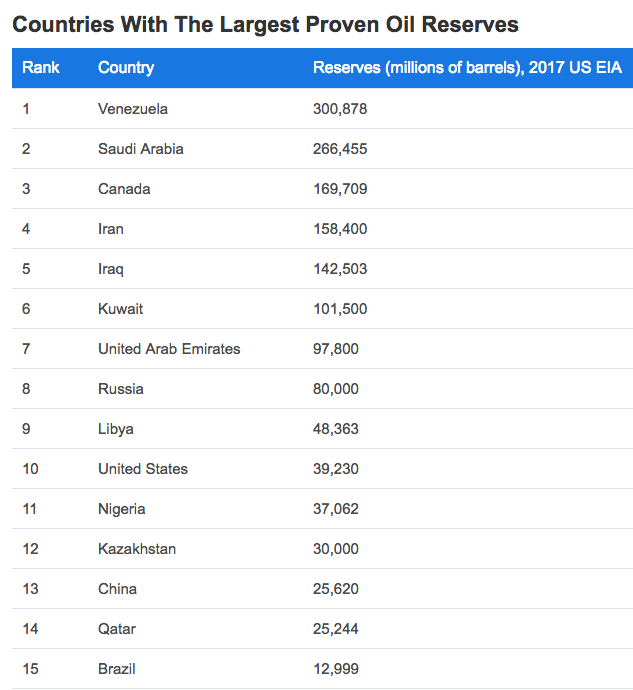 Countries With The Largest Proven Oil Reserves
Rank Country Reserves (millions of barrels), 2017 US EIA
1 Venezuela 300,878
2 Saudi Arabia 266,455
3 Canada 169,709
4 Iran 158,400
5 Iraq 142,503
6 Kuwait 101,500
7 United Arab Emirates 97,800
8 Russia 80,000
9 Libya 48,363
10 United States 39,230
11 Nigeria 37,062
12 Kazakhstan 30,000
13 China 25,620
14 Qatar 25,244
15 Brazil 12,999